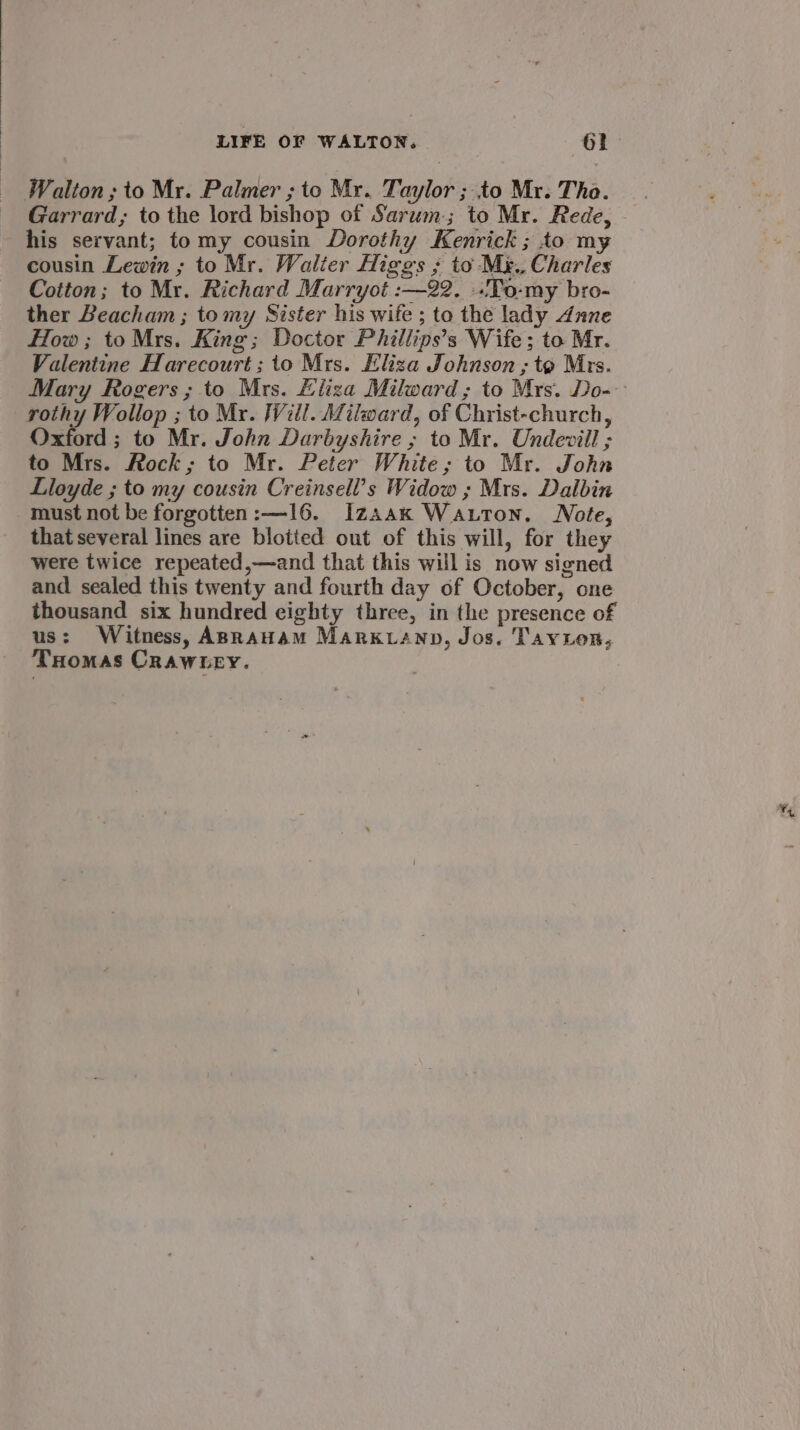 LIFE OF WALTON. 61
Walton; to Mr. Palmer; to Mr. Taylor; to Mr. Tho.
Garrard; to the lord bishop of Sarum; to Mr. Rede,
his servant; to my cousin Dorothy Kenrick; to my
cousin Lewin; to Mr. Walter Higgs; to Mr. Charles
Cotton; to Mr. Richard Marryot:—22. To my bro-
ther Beacham; to my Sister his wife; to the lady Anne
How; to Mrs. King; Doctor Phillips's Wife; to Mr.
Valentine Harecourt; to Mrs. Eliza Johnson; to Mrs.
Mary Rogers; to Mrs. Eliza Milward; to Mrs. Do-
rothy Wollop; to Mr. Will. Milward, of Christ-church,
Oxford; to Mr. John Darbyshire; to Mr. Undevill;
to Mrs. Rock; to Mr. Peter White; to Mr. John
Lloyde; to my cousin Creinsell's Widow; Mrs. Dalbin
must not be forgotten:—16. IZAAK WALTON. Note,
that several lines are blotted out of this will, for they
were twice repeated,—and that this will is now signed
and sealed this twenty and fourth day of October, one
thousand six hundred eighty three, in the presence of
us: Witness, ABRAHAM MARKLAND, JOS. TAYLOR,
THOMAS CRAWLEY.